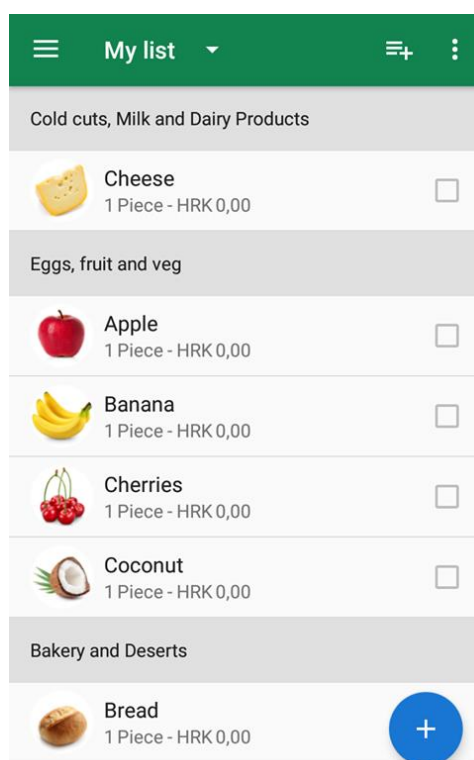 My list
Cold cuts, Milk and Dairy Products
Cheese
1 Piece - HRK 0,00
Eggs, fruit and veg
Apple
1 Piece - HRK 0,00
Banana
1 Piece - HRK 0,00
Cherries
1 Piece - HRK 0,00
Coconut
1 Piece - HRK 0,00
Bakery and Deserts
Bread
1 Piece - HRK 0,00